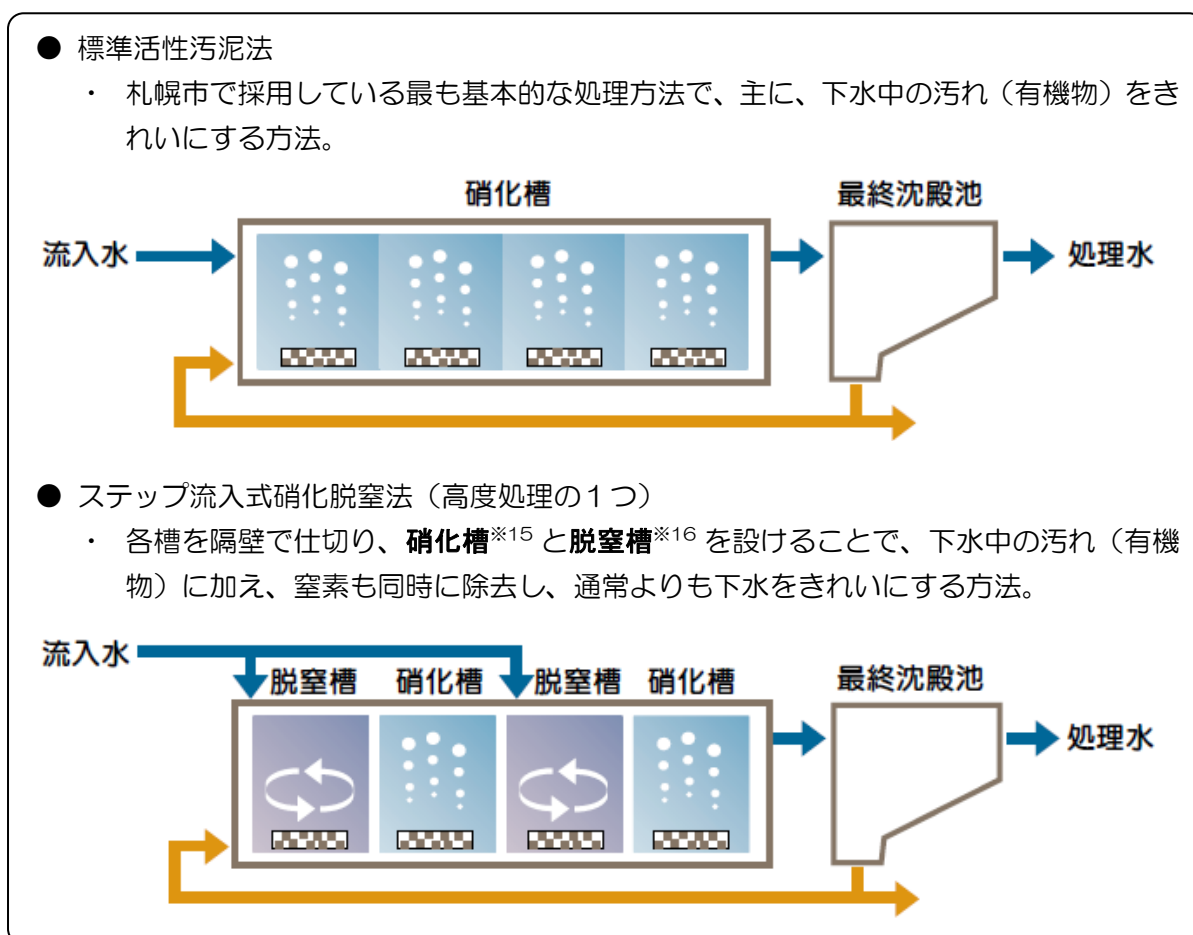 ● 標準活性汚泥法
・ 札幌市で採用している最も基本的な処理方法で、主に、下水中の汚れ（有機物）をき
れいにする方法。
硝化槽 最終沈殿池
流入水 処理水
● ステップ流入式硝化脱窒法（高度処理の１つ）
・ 各槽を隔壁で仕切り、硝化槽※15 と脱窒槽※16 を設けることで、下水中の汚れ（有機
物）に加え、窒素も同時に除去し、通常よりも下水をきれいにする方法。
流入水
脱窒槽 硝化槽 脱窒槽 硝化槽 最終沈殿池
処理水